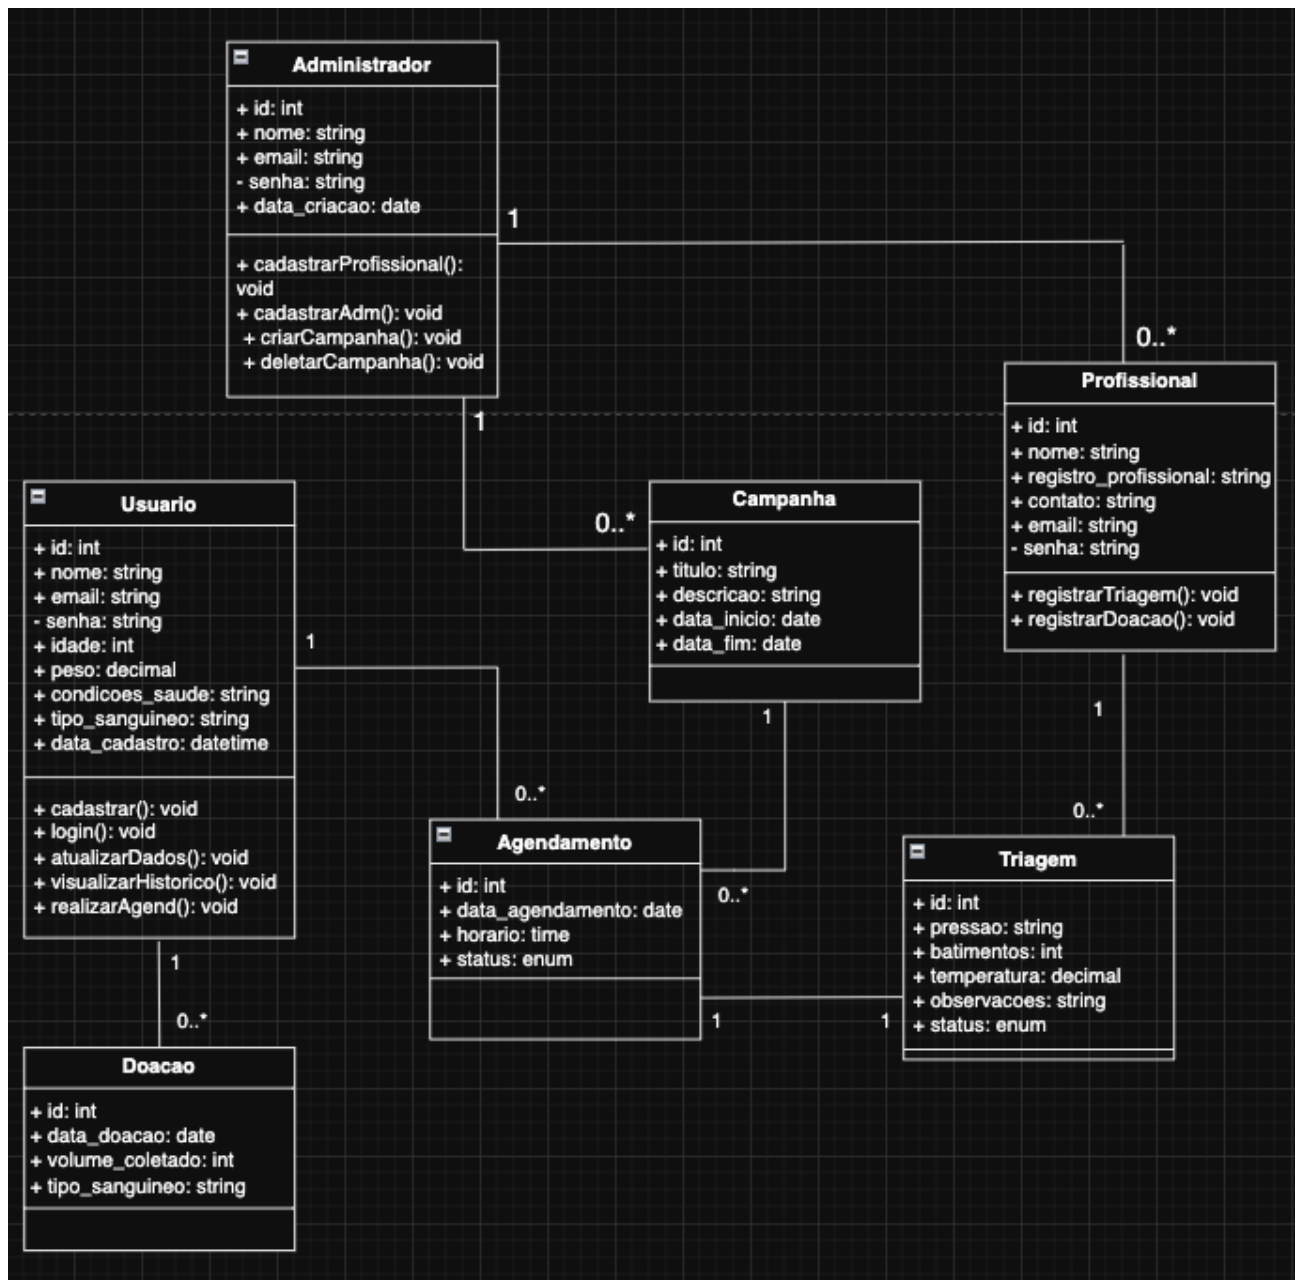 Administrador
+ id: int
+ nome: string
+ email: string
- senha: string
+ data_criacao: date
+ cadastrarProfissional():
void
+ cadastrarAdm(): void
+ criarCampanha(): void
+ deletarCampanha(): void
1
0..*
1
0..*
Profissional
+ id: int
+ nome: string
+ registro_profissional: string
+ contato: string
+ email: string
- senha: string
+ registrarTriagem(): void
+ registrarDoacao(): void
Campanha
+ id: int
+ titulo: string
+ descricao: string
+ data_inicio: date
+ data_fim: date
Usuario
+ id: int
+ nome: string
+ email: string
- senha: string
+ idade: int
+ peso: decimal
+ condicoes_saude: string
+ tipo_sanguineo: string
+ data_cadastro: datetime
+ cadastrar(): void
+ login(): void
+ atualizarDados(): void
+ visualizarHistorico(): void
+ realizarAgend(): void
1
0..*
1
0..*
1
0..*
Agendamento
+ id: int
+ data_agendamento: date
+ horario: time
+ status: enum
1
1
Triagem
+ id: int
+ pressao: string
+ batimentos: int
+ temperatura: decimal
+ observacoes: string
+ status: enum
1
0..*
Doacao
+ id: int
+ data_doacao: date
+ volume_coletado: int
+ tipo_sanguineo: string